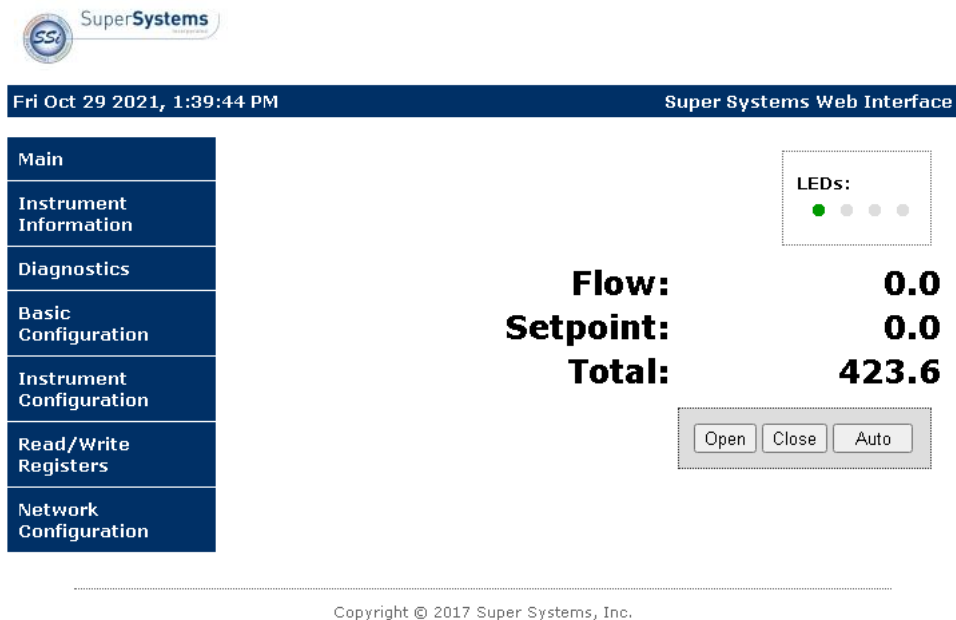 SSi SuperSystems
incorporated
Fri Oct 29 2021, 1:39:44 PM Super Systems Web Interface
Main
Instrument
Information
Diagnostics
Basic
Configuration
Instrument
Configuration
Read/Write
Registers
Network
Configuration
LEDs:
Flow: 0.0
Setpoint: 0.0
Total: 423.6
Open Close Auto
Copyright © 2017 Super Systems, Inc.